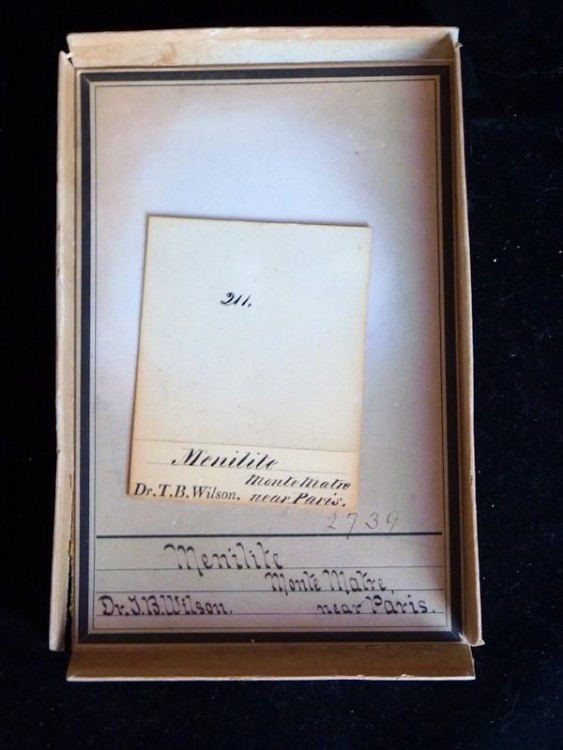 211.
Menilite
Monte Matre
Dr. T. B. Wilson. near Paris.
2739
Menilite
Monte Matre,
Dr. T. B. Wilson. near Paris.